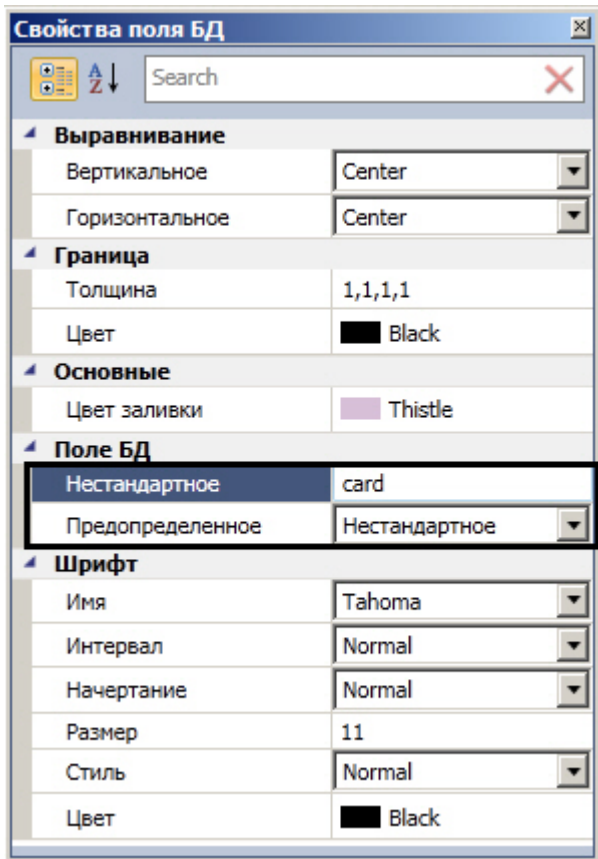 Свойства поля БД
Search
Выравнивание
Вертикальное Center
Горизонтальное Center
Граница
Толщина 1,1,1,1
Цвет Black
Основные
Цвет заливки Thistle
Поле БД
Нестандартное card
Предопределенное Нестандартное
Шрифт
Имя Tahoma
Интервал Normal
Начертание Normal
Размер 11
Стиль Normal
Цвет Black